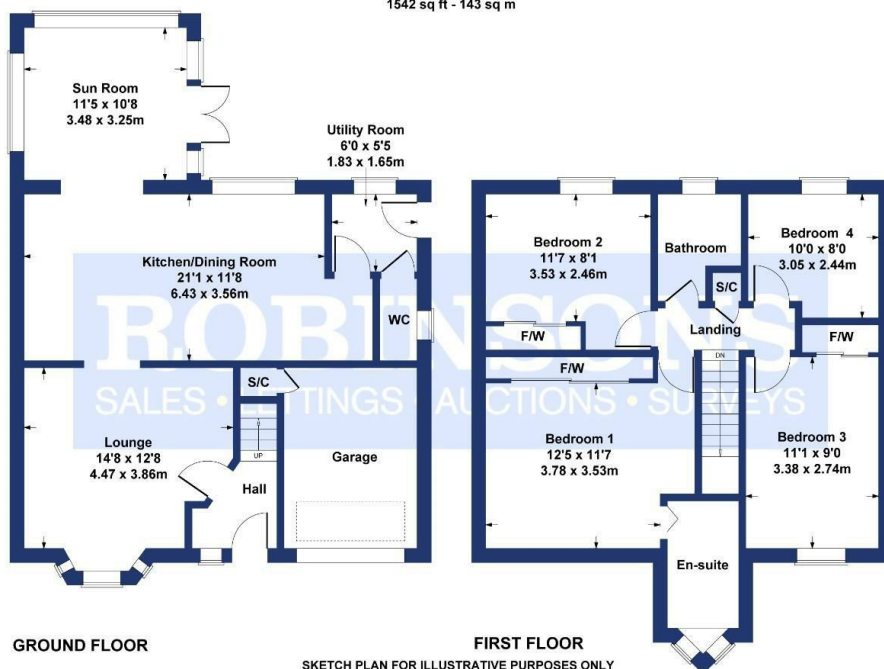 1542 sq ft - 143 sq m
Sun Room
11'5 x 10'8
3.48 x 3.25m
Utility Room
6'0 x 5'5
1.83 x 1.65m
Kitchen/Dining Room
21'1 x 11'8
6.43 x 3.56m
WC
S/C
Lounge
14'8 x 12'8
4.47 x 3.86m
UP
Hall
Garage
Bedroom 2
11'7 x 8'1
3.53 x 2.46m
Bathroom
Bedroom 4
10'0 x 8'0
3.05 x 2.44m
S/C
Landing
F/W
F/W
F/W
DN
Bedroom 1
12'5 x 11'7
3.78 x 3.53m
Bedroom 3
11'1 x 9'0
3.38 x 2.74m
En-suite
ROBINSONS
SALES • LETTINGS • AUCTIONS • SURVEYS
GROUND FLOOR
FIRST FLOOR
SKETCH PLAN FOR ILLUSTRATIVE PURPOSES ONLY